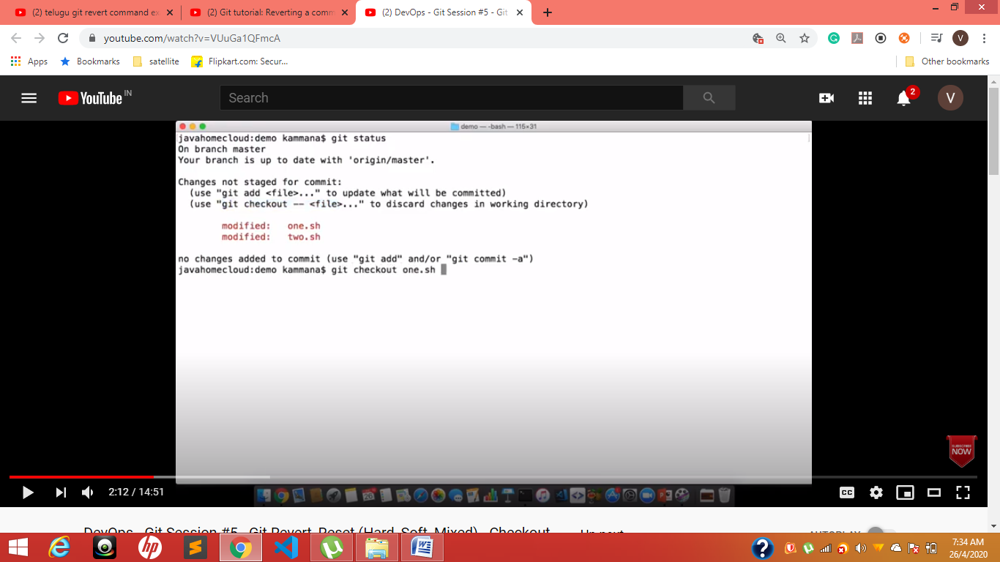 (2) telugu git revert command ex
(2) Git tutorial: Reverting a comm
(2) DevOps - Git Session #5 - Git
youtube.com/watch?v=VUuGa1QFmcA
V
Apps
Bookmarks
satellite
Flipkart.com: Secur...
Other bookmarks
YouTube IN
Search
2
V
demo — -bash — 115×31
javahomecloud:demo kammana$ git status
On branch master
Your branch is up to date with 'origin/master'.
Changes not staged for commit:
(use "git add <file>..." to update what will be committed)
(use "git checkout -- <file>..." to discard changes in working directory)
modified: one.sh
modified: two.sh
no changes added to commit (use "git add" and/or "git commit -a")
javahomecloud:demo kammana$ git checkout one.sh
SUBSCRIBE
NOW
2:12 / 14:51
CC
DevOps - Git Session #5 - Git Revert, Reset (Hard, Soft, Mixed) - Checkout
Up next
AUTOPLAY
7:34 AM
26/4/2020